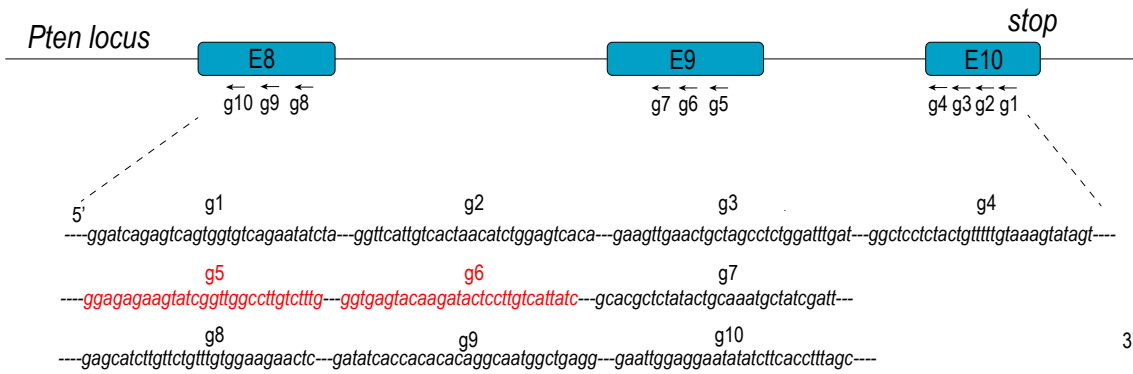 Pten locus
stop
E8 E9 E10
g10 g9 g8 g7 g6 g5 g4 g3 g2 g1
5' g1 g2 g3 g4
----ggatcagagtcagtggtgtcagaatatcta---ggttcattgtcactaacatctggagtcaca---gaagttgaactgctagcctctggatttgat---ggctcctctactgtttttgtaaagtatagt----
g5 g6 g7
----ggagagaagtatcggttggccttgtctttg---ggtgagtacaagatactccttgtcattatc---gcacgctctatactgcaaatgctatcgatt---
g8 g9 g10 3
----gagcatcttgttctgtttgtggaagaactc---gatatcaccacacacaggcaatggctgagg---gaattggaggaatatatcttcacctttagc----